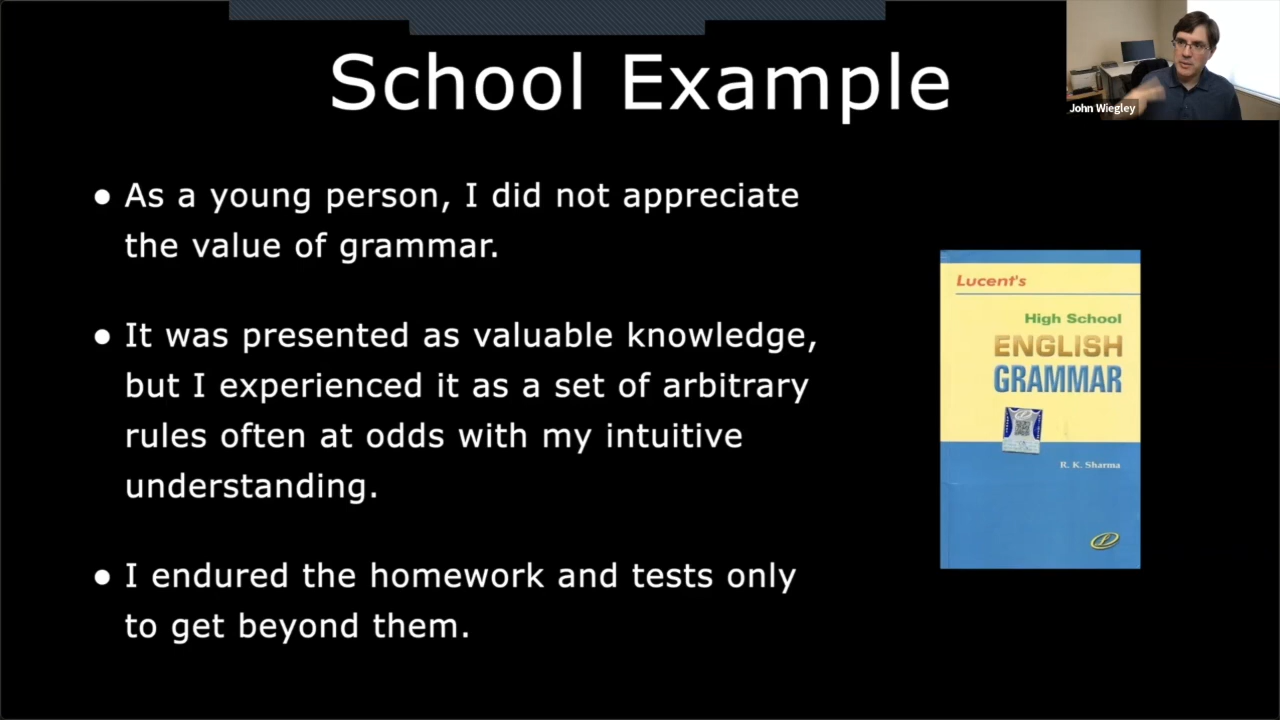 School Example
John Wiegley
● As a young person, I did not appreciate
the value of grammar.
● It was presented as valuable knowledge,
but I experienced it as a set of arbitrary
rules often at odds with my intuitive
understanding.
● I endured the homework and tests only
to get beyond them.
Lucent's
High School
ENGLISH
GRAMMAR
R. K. Sharma